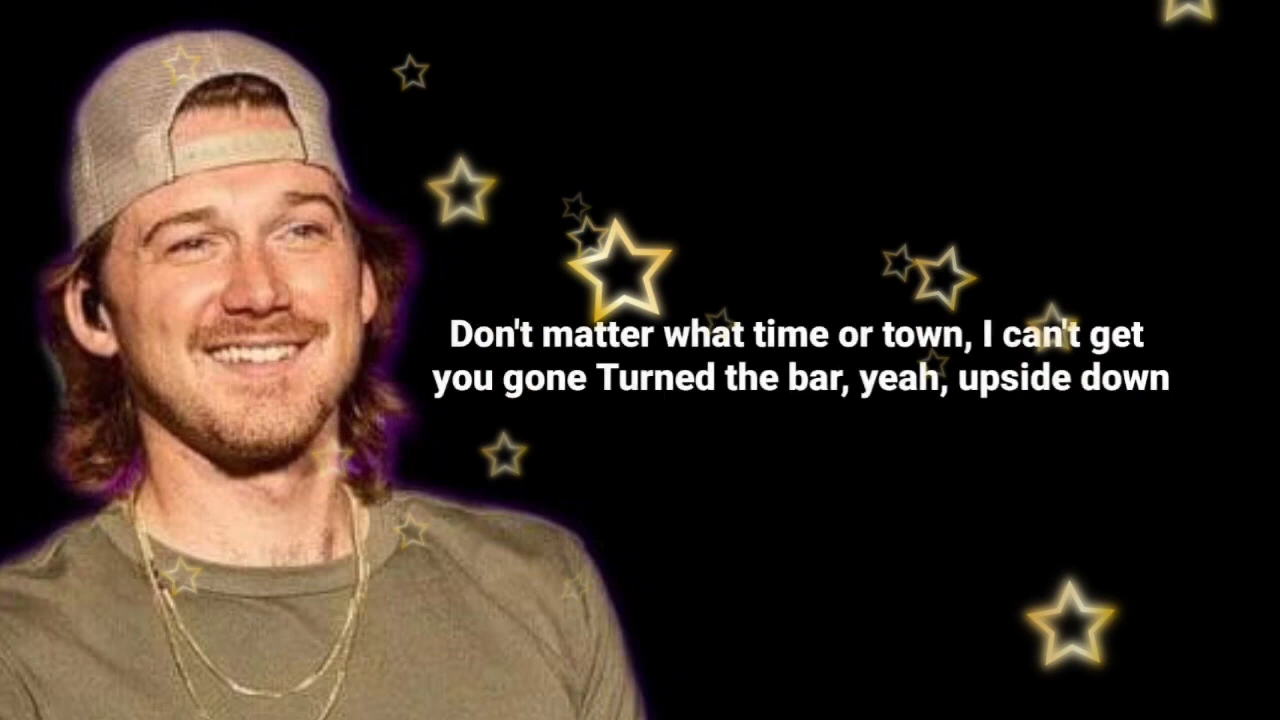 Don't matter what time or town, I can't get
you gone Turned the bar, yeah, upside down